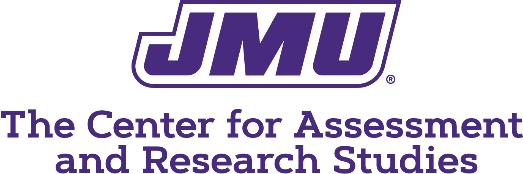 JMU®
The Center for Assessment
and Research Studies